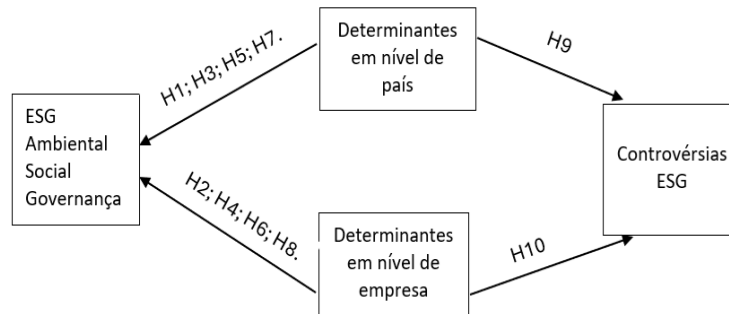 Determinantes
em nível de
país
H1; H3; H5; H7.
H9
ESG
Ambiental
Social
Governança
Controvérsias
ESG
H2; H4; H6; H8.
Determinantes
em nível de
empresa
H10